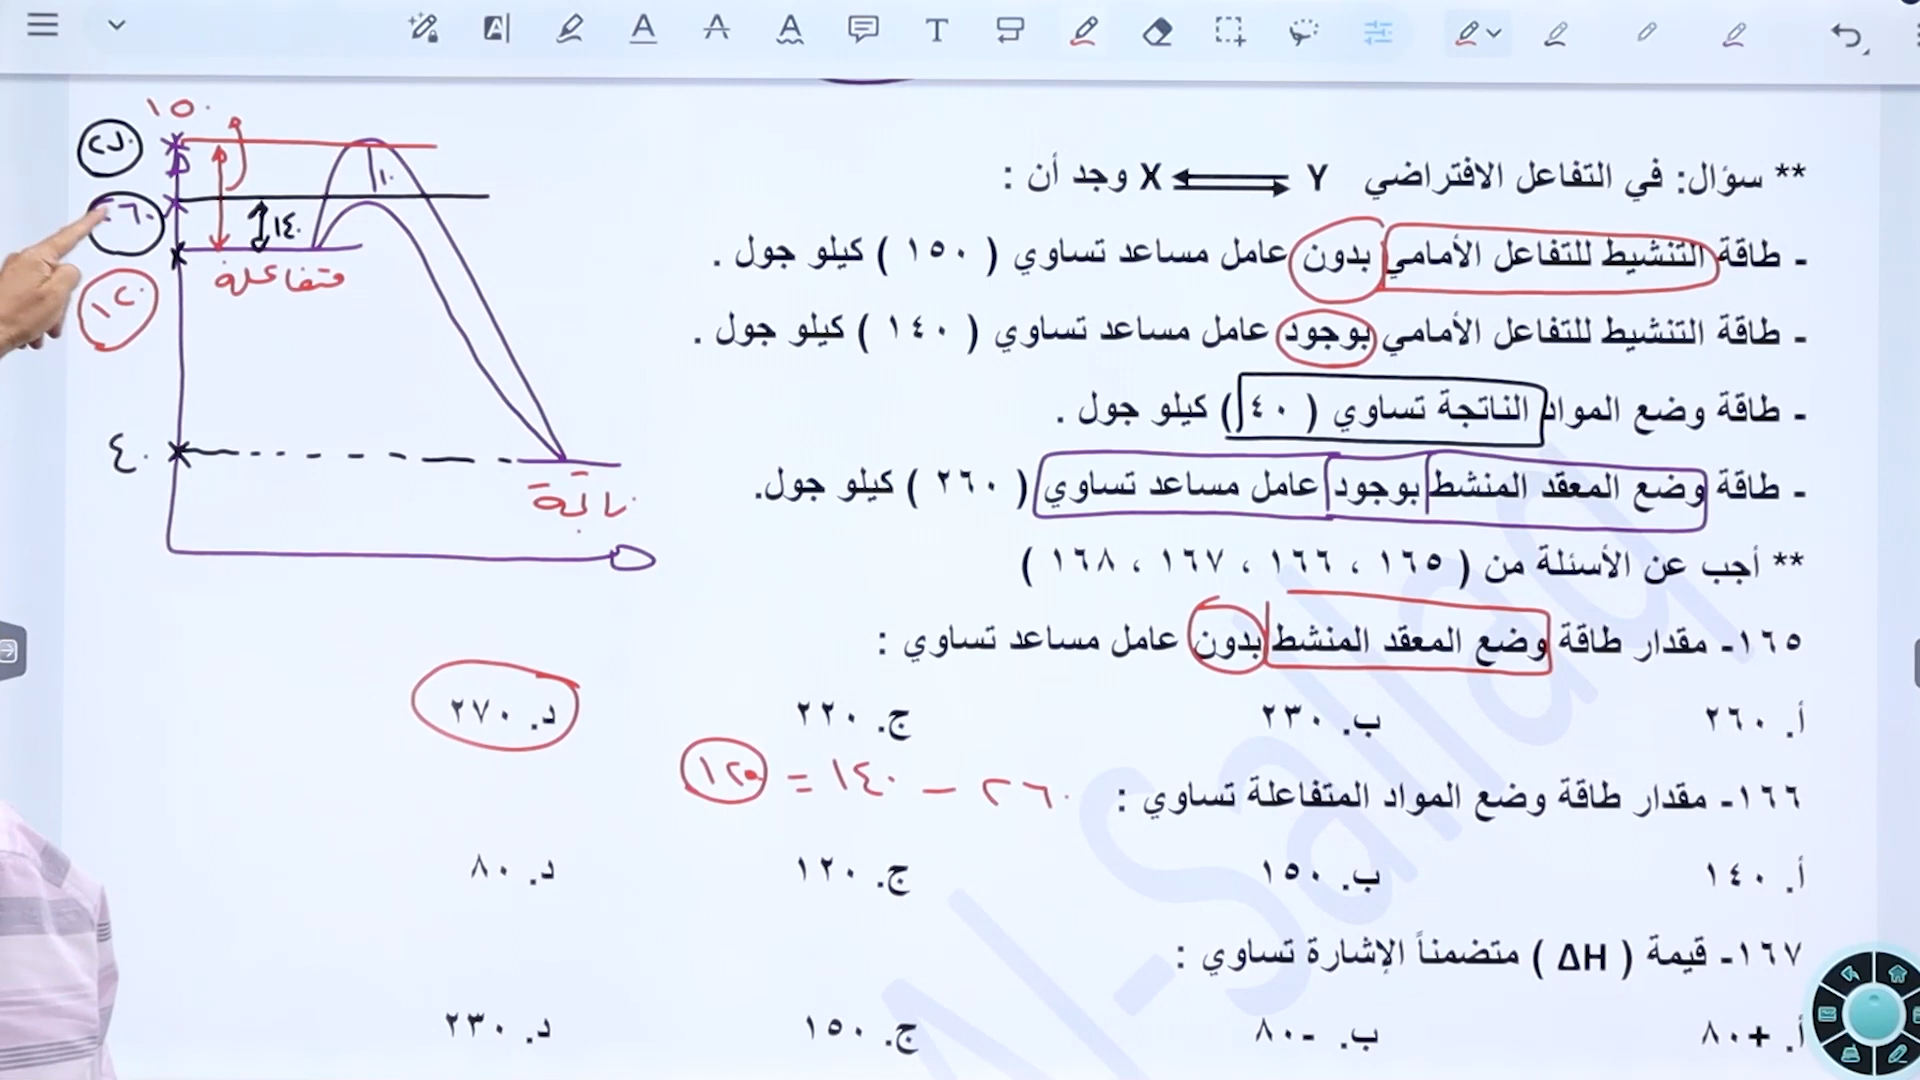 ** سؤال: في التفاعل الافتراضي Y ⇌ X وجد أن :
- طاقة التنشيط للتفاعل الأمامي بدون عامل مساعد تساوي ( ١٥٠ ) كيلو جول .
- طاقة التنشيط للتفاعل الأمامي بوجود عامل مساعد تساوي ( ١٤٠ ) كيلو جول .
- طاقة وضع المواد الناتجة تساوي ( ٤٠ ) كيلو جول .
- طاقة وضع المعقد المنشط بوجود عامل مساعد تساوي ( ٢٦٠ ) كيلو جول.
** أجب عن الأسئلة من ( ١٦٥ ، ١٦٦ ، ١٦٧ ، ١٦٨ )
١٦٥- مقدار طاقة وضع المعقد المنشط بدون عامل مساعد تساوي :
أ. ٢٦٠ ب. ٢٣٠ ج. ٢٢٠ د. ٢٧٠
١٦٦- مقدار طاقة وضع المواد المتفاعلة تساوي :
٢٦٠ – ١٤٠ = ١٢٠
أ. ١٤٠ ب. ١٥٠ ج. ١٢٠ د. ٨٠
١٦٧- قيمة ( ΔH ) متضمناً الإشارة تساوي :
أ. +٨٠ ب. -٨٠ ج. ١٥٠ د. ٢٣٠
١٥٠
٢٦٠
١٠
١٤٠
متفاعلة
١٢٠
٤٠
ناتجة
Al-Sallaq